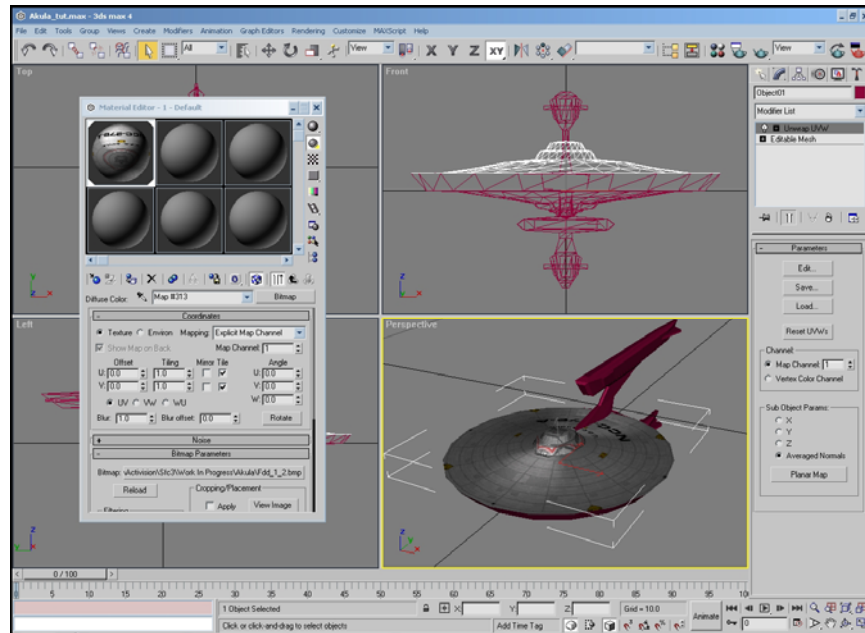 Akula_tut.max - 3ds max 4
File Edit Tools Group Views Create Modifiers Animation Graph Editors Rendering Customize MAXScript Help
All
View
X Y Z XY
View
Top
Front
Object01
Modifier List
Unwrap UVW
Editable Mesh
Material Editor - 1 - Default
Diffuse Color: Map #313 Bitmap
Coordinates
Texture Environ Mapping: Explicit Map Channel
Show Map on Back Map Channel: 1
Offset Tiling Mirror Tile Angle
U: 0.0 1.0 U: 0.0
V: 0.0 1.0 V: 0.0
UV VW WU W: 0.0
Blur: 1.0 Blur offset: 0.0 Rotate
Noise
Bitmap Parameters
Bitmap: \Activision\Sfc3\Work In Progress\Akula\Fdd_1_2.bmp
Reload
Cropping/Placement
Apply View Image
Filtering
Left
Perspective
Parameters
Edit...
Save...
Load...
Reset UVWs
Channel:
Map Channel: 1
Vertex Color Channel
Sub Object Params:
X
Y
Z
Averaged Normals
Planar Map
0 / 100
0 5 10 15 20 25 30 35 40 45 50 55 60 65 70 75 80 85 90 95 100
1 Object Selected X: Y: Z: Grid = 10.0
Click or click-and-drag to select objects Add Time Tag
Animate
0